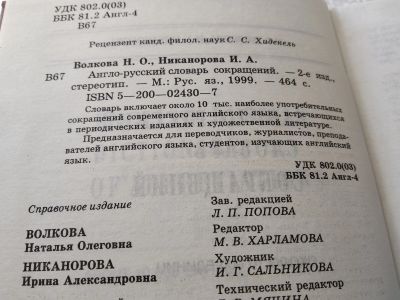 УДК 802.0(03)
ББК 81.2 Англ-4
В67
Рецензент канд. филол. наук С. С. Хидекель
Волкова Н. О., Никанорова И. А.
В67 Англо-русский словарь сокращений. — 2-е изд.,
стереотип. — М.: Рус. яз., 1999. — 464 с.
ISBN 5—200—02430—7
Словарь включает около 10 тыс. наиболее употребительных
сокращений современного английского языка, встречающихся
в периодических изданиях и художественной литературе.
Предназначается для переводчиков, журналистов, препода-
вателей английского языка, студентов, изучающих английский
язык.
УДК 802.0(03)
ББК 81.2 Англ-4
Справочное издание
ВОЛКОВА
Наталья Олеговна
НИКАНОРОВА
Ирина Александровна
Зав. редакцией
Л. П. ПОПОВА
Редактор
М. В. ХАРЛАМОВА
Художник
И. Г. САЛЬНИКОВА
Технический редактор